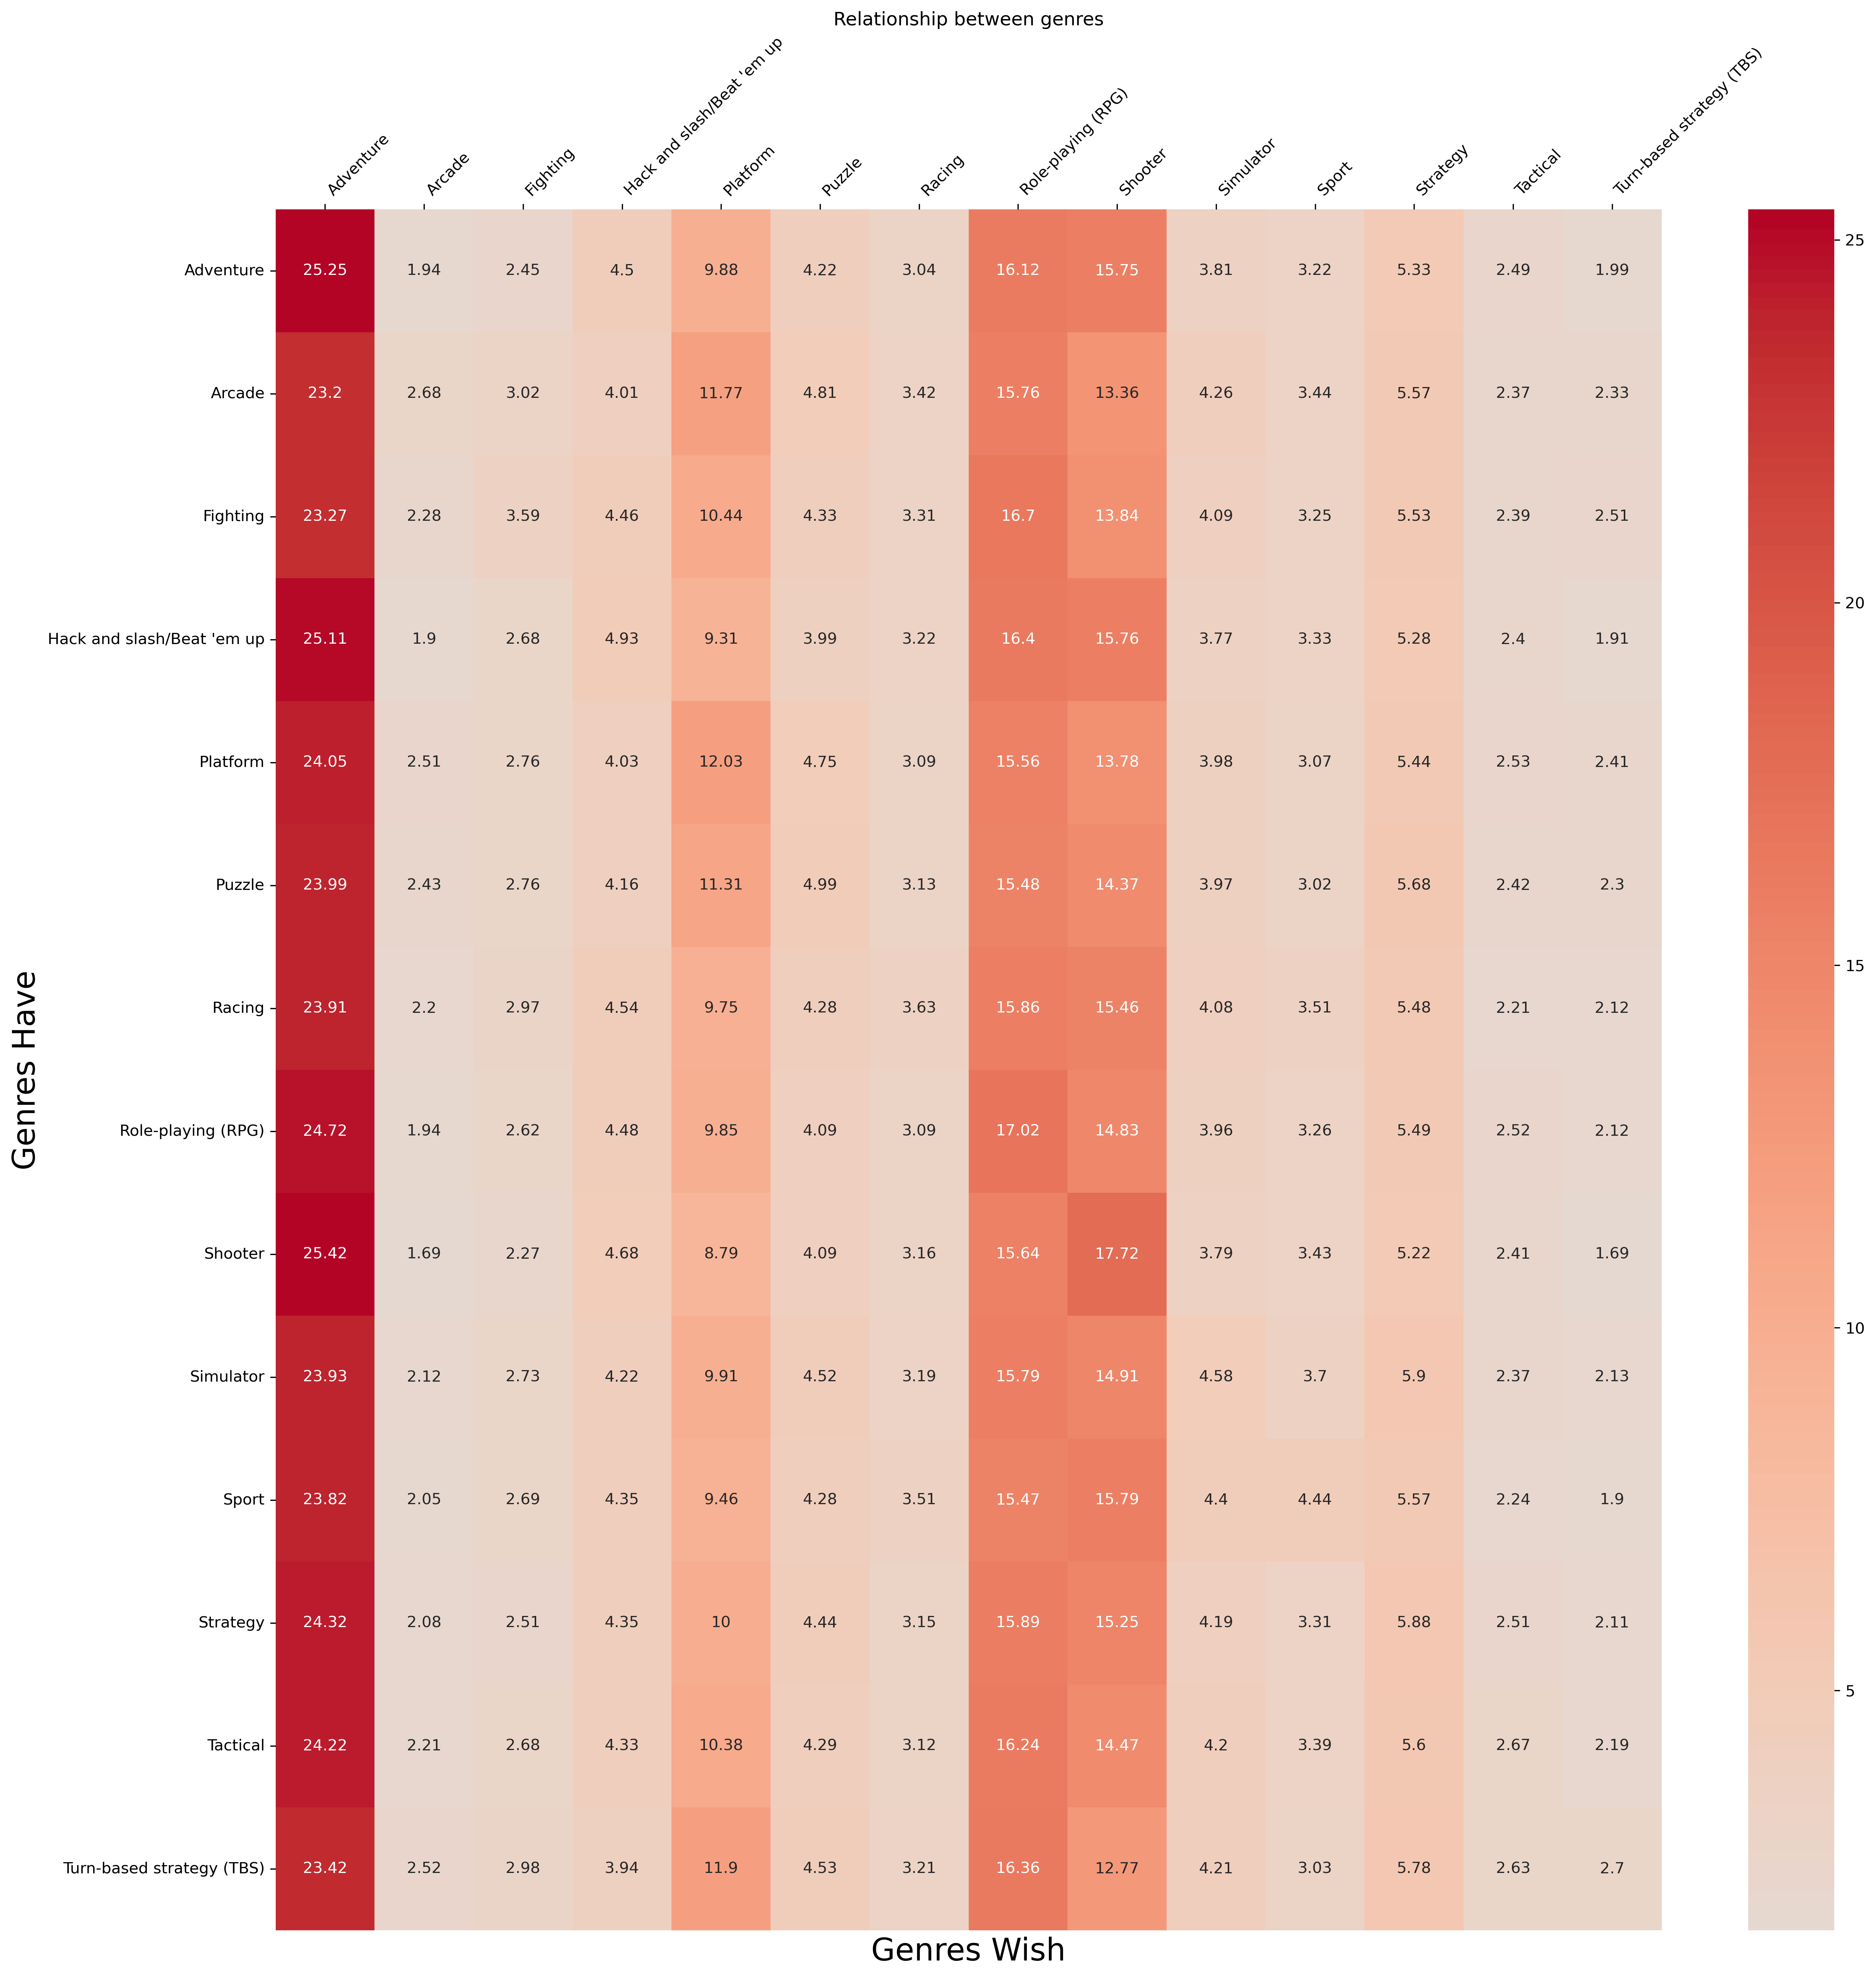 Relationship between genres
Adventure
Arcade
Fighting
Hack and slash/Beat 'em up
Platform
Puzzle
Racing
Role-playing (RPG)
Shooter
Simulator
Sport
Strategy
Tactical
Turn-based strategy (TBS)
Adventure 25.25 1.94 2.45 4.5 9.88 4.22 3.04 16.12 15.75 3.81 3.22 5.33 2.49 1.99
Arcade 23.2 2.68 3.02 4.01 11.77 4.81 3.42 15.76 13.36 4.26 3.44 5.57 2.37 2.33
Fighting 23.27 2.28 3.59 4.46 10.44 4.33 3.31 16.7 13.84 4.09 3.25 5.53 2.39 2.51
Hack and slash/Beat 'em up 25.11 1.9 2.68 4.93 9.31 3.99 3.22 16.4 15.76 3.77 3.33 5.28 2.4 1.91
Platform 24.05 2.51 2.76 4.03 12.03 4.75 3.09 15.56 13.78 3.98 3.07 5.44 2.53 2.41
Puzzle 23.99 2.43 2.76 4.16 11.31 4.99 3.13 15.48 14.37 3.97 3.02 5.68 2.42 2.3
Racing 23.91 2.2 2.97 4.54 9.75 4.28 3.63 15.86 15.46 4.08 3.51 5.48 2.21 2.12
Role-playing (RPG) 24.72 1.94 2.62 4.48 9.85 4.09 3.09 17.02 14.83 3.96 3.26 5.49 2.52 2.12
Shooter 25.42 1.69 2.27 4.68 8.79 4.09 3.16 15.64 17.72 3.79 3.43 5.22 2.41 1.69
Simulator 23.93 2.12 2.73 4.22 9.91 4.52 3.19 15.79 14.91 4.58 3.7 5.9 2.37 2.13
Sport 23.82 2.05 2.69 4.35 9.46 4.28 3.51 15.47 15.79 4.4 4.44 5.57 2.24 1.9
Strategy 24.32 2.08 2.51 4.35 10 4.44 3.15 15.89 15.25 4.19 3.31 5.88 2.51 2.11
Tactical 24.22 2.21 2.68 4.33 10.38 4.29 3.12 16.24 14.47 4.2 3.39 5.6 2.67 2.19
Turn-based strategy (TBS) 23.42 2.52 2.98 3.94 11.9 4.53 3.21 16.36 12.77 4.21 3.03 5.78 2.63 2.7
Genres Have
Genres Wish
25
20
15
10
5